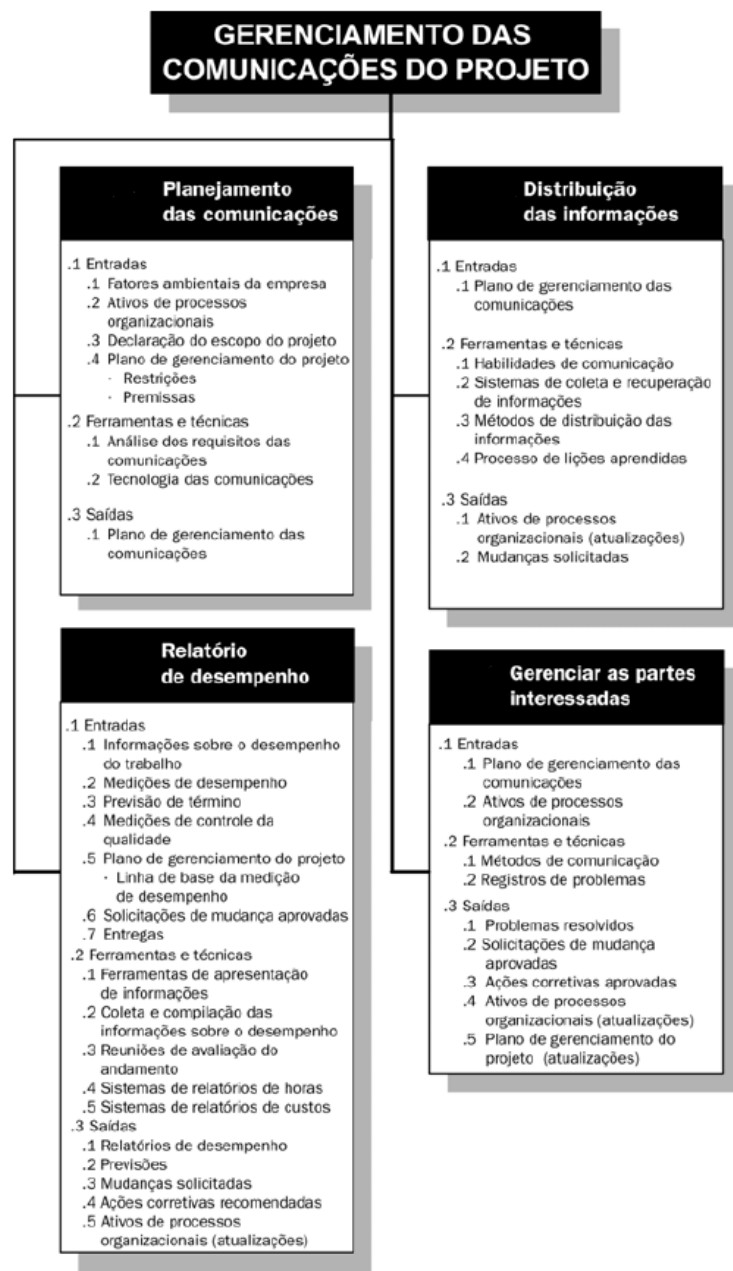 GERENCIAMENTO DAS
COMUNICAÇÕES DO PROJETO
Planejamento
das comunicações
.1 Entradas
.1 Fatores ambientais da empresa
.2 Ativos de processos
organizacionais
.3 Declaração do escopo do projeto
.4 Plano de gerenciamento do projeto
· Restrições
· Premissas
.2 Ferramentas e técnicas
.1 Análise dos requisitos das
comunicações
.2 Tecnologia das comunicações
.3 Saídas
.1 Plano de gerenciamento das
comunicações
Distribuição
das informações
.1 Entradas
.1 Plano de gerenciamento das
comunicações
.2 Ferramentas e técnicas
.1 Habilidades de comunicação
.2 Sistemas de coleta e recuperação
de informações
.3 Métodos de distribuição das
informações
.4 Processo de lições aprendidas
.3 Saídas
.1 Ativos de processos
organizacionais (atualizações)
.2 Mudanças solicitadas
Relatório
de desempenho
.1 Entradas
.1 Informações sobre o desempenho
do trabalho
.2 Medições de desempenho
.3 Previsão de término
.4 Medições de controle da
qualidade
.5 Plano de gerenciamento do projeto
· Linha de base da medição
de desempenho
.6 Solicitações de mudança aprovadas
.7 Entregas
.2 Ferramentas e técnicas
.1 Ferramentas de apresentação
de informações
.2 Coleta e compilação das
informações sobre o desempenho
.3 Reuniões de avaliação do
andamento
.4 Sistemas de relatórios de horas
.5 Sistemas de relatórios de custos
.3 Saídas
.1 Relatórios de desempenho
.2 Previsões
.3 Mudanças solicitadas
.4 Ações corretivas recomendadas
.5 Ativos de processos
organizacionais (atualizações)
Gerenciar as partes
interessadas
.1 Entradas
.1 Plano de gerenciamento das
comunicações
.2 Ativos de processos
organizacionais
.2 Ferramentas e técnicas
.1 Métodos de comunicação
.2 Registros de problemas
.3 Saídas
.1 Problemas resolvidos
.2 Solicitações de mudança
aprovadas
.3 Ações corretivas aprovadas
.4 Ativos de processos
organizacionais (atualizações)
.5 Plano de gerenciamento do
projeto (atualizações)